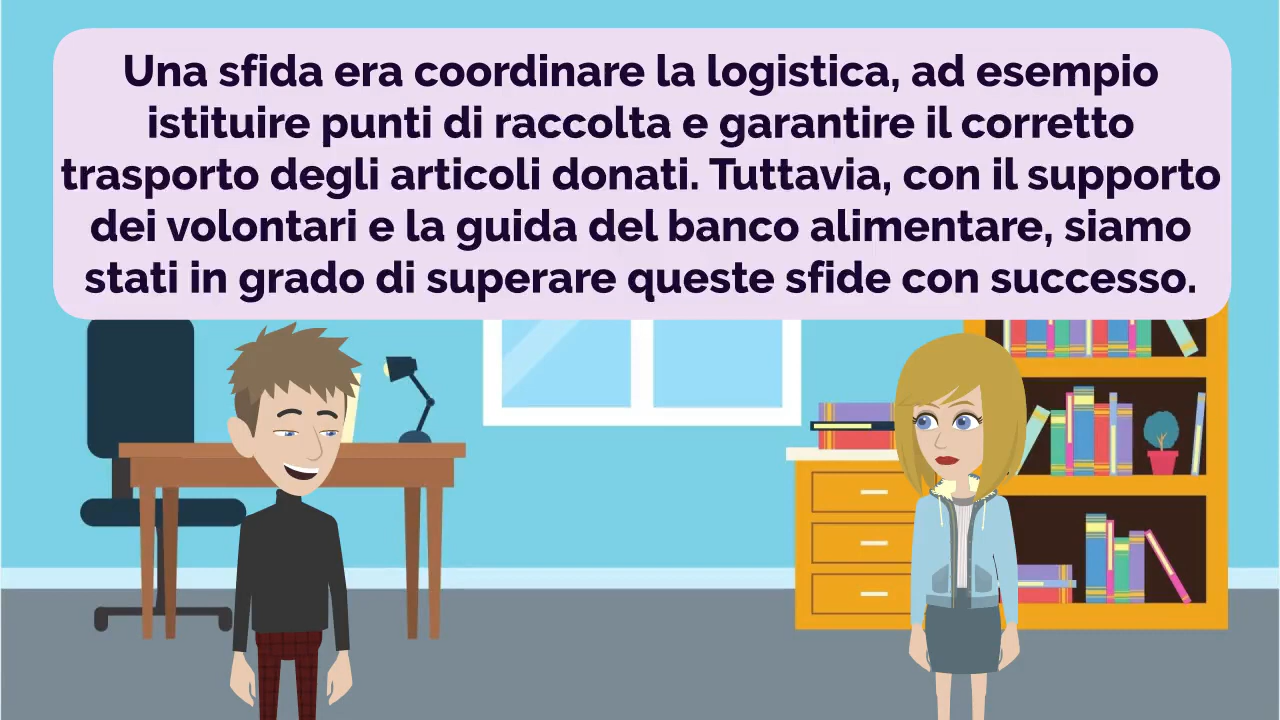 Una sfida era coordinare la logistica, ad esempio
istituire punti di raccolta e garantire il corretto
trasporto degli articoli donati. Tuttavia, con il supporto
dei volontari e la guida del banco alimentare, siamo
stati in grado di superare queste sfide con successo.